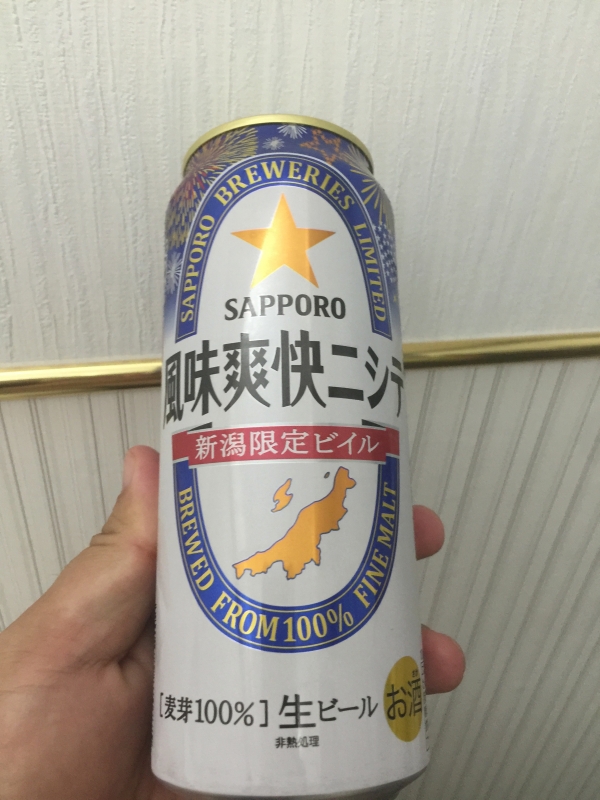 SAPPORO BREWERIES LIMITED
SAPPORO
風味爽快ニシテ
新潟限定ビイル
BREWED FROM 100% FINE MALT
[麦芽100%] 生ビール
非熱処理
お酒